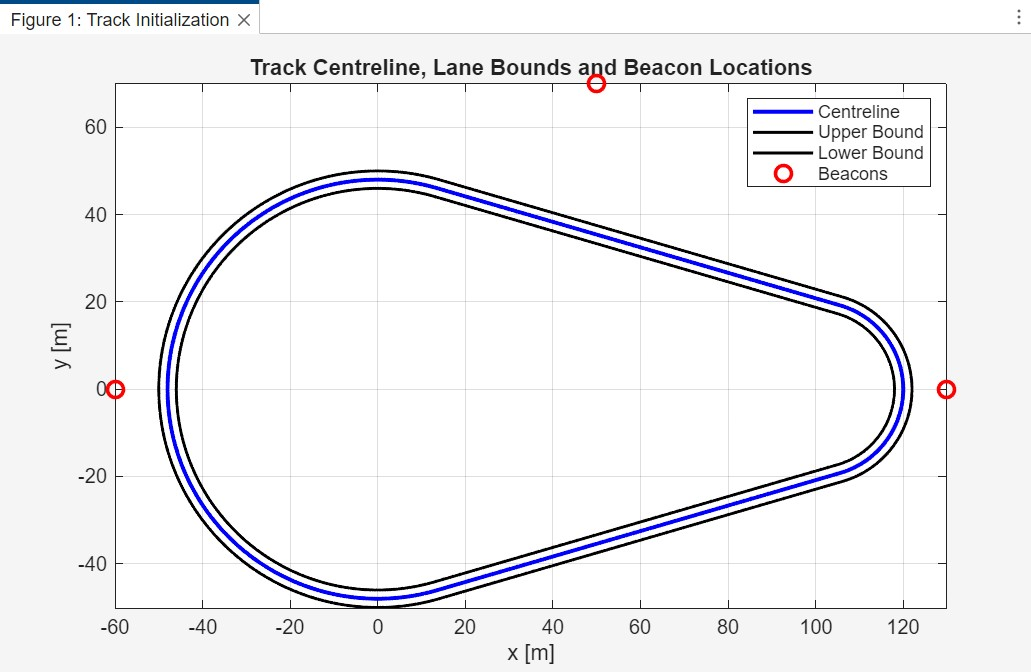 Figure 1: Track Initialization
Track Centreline, Lane Bounds and Beacon Locations
Centreline
Upper Bound
Lower Bound
Beacons
y [m]
60
40
20
0
-20
-40
-60 -40 -20 0 20 40 60 80 100 120
x [m]